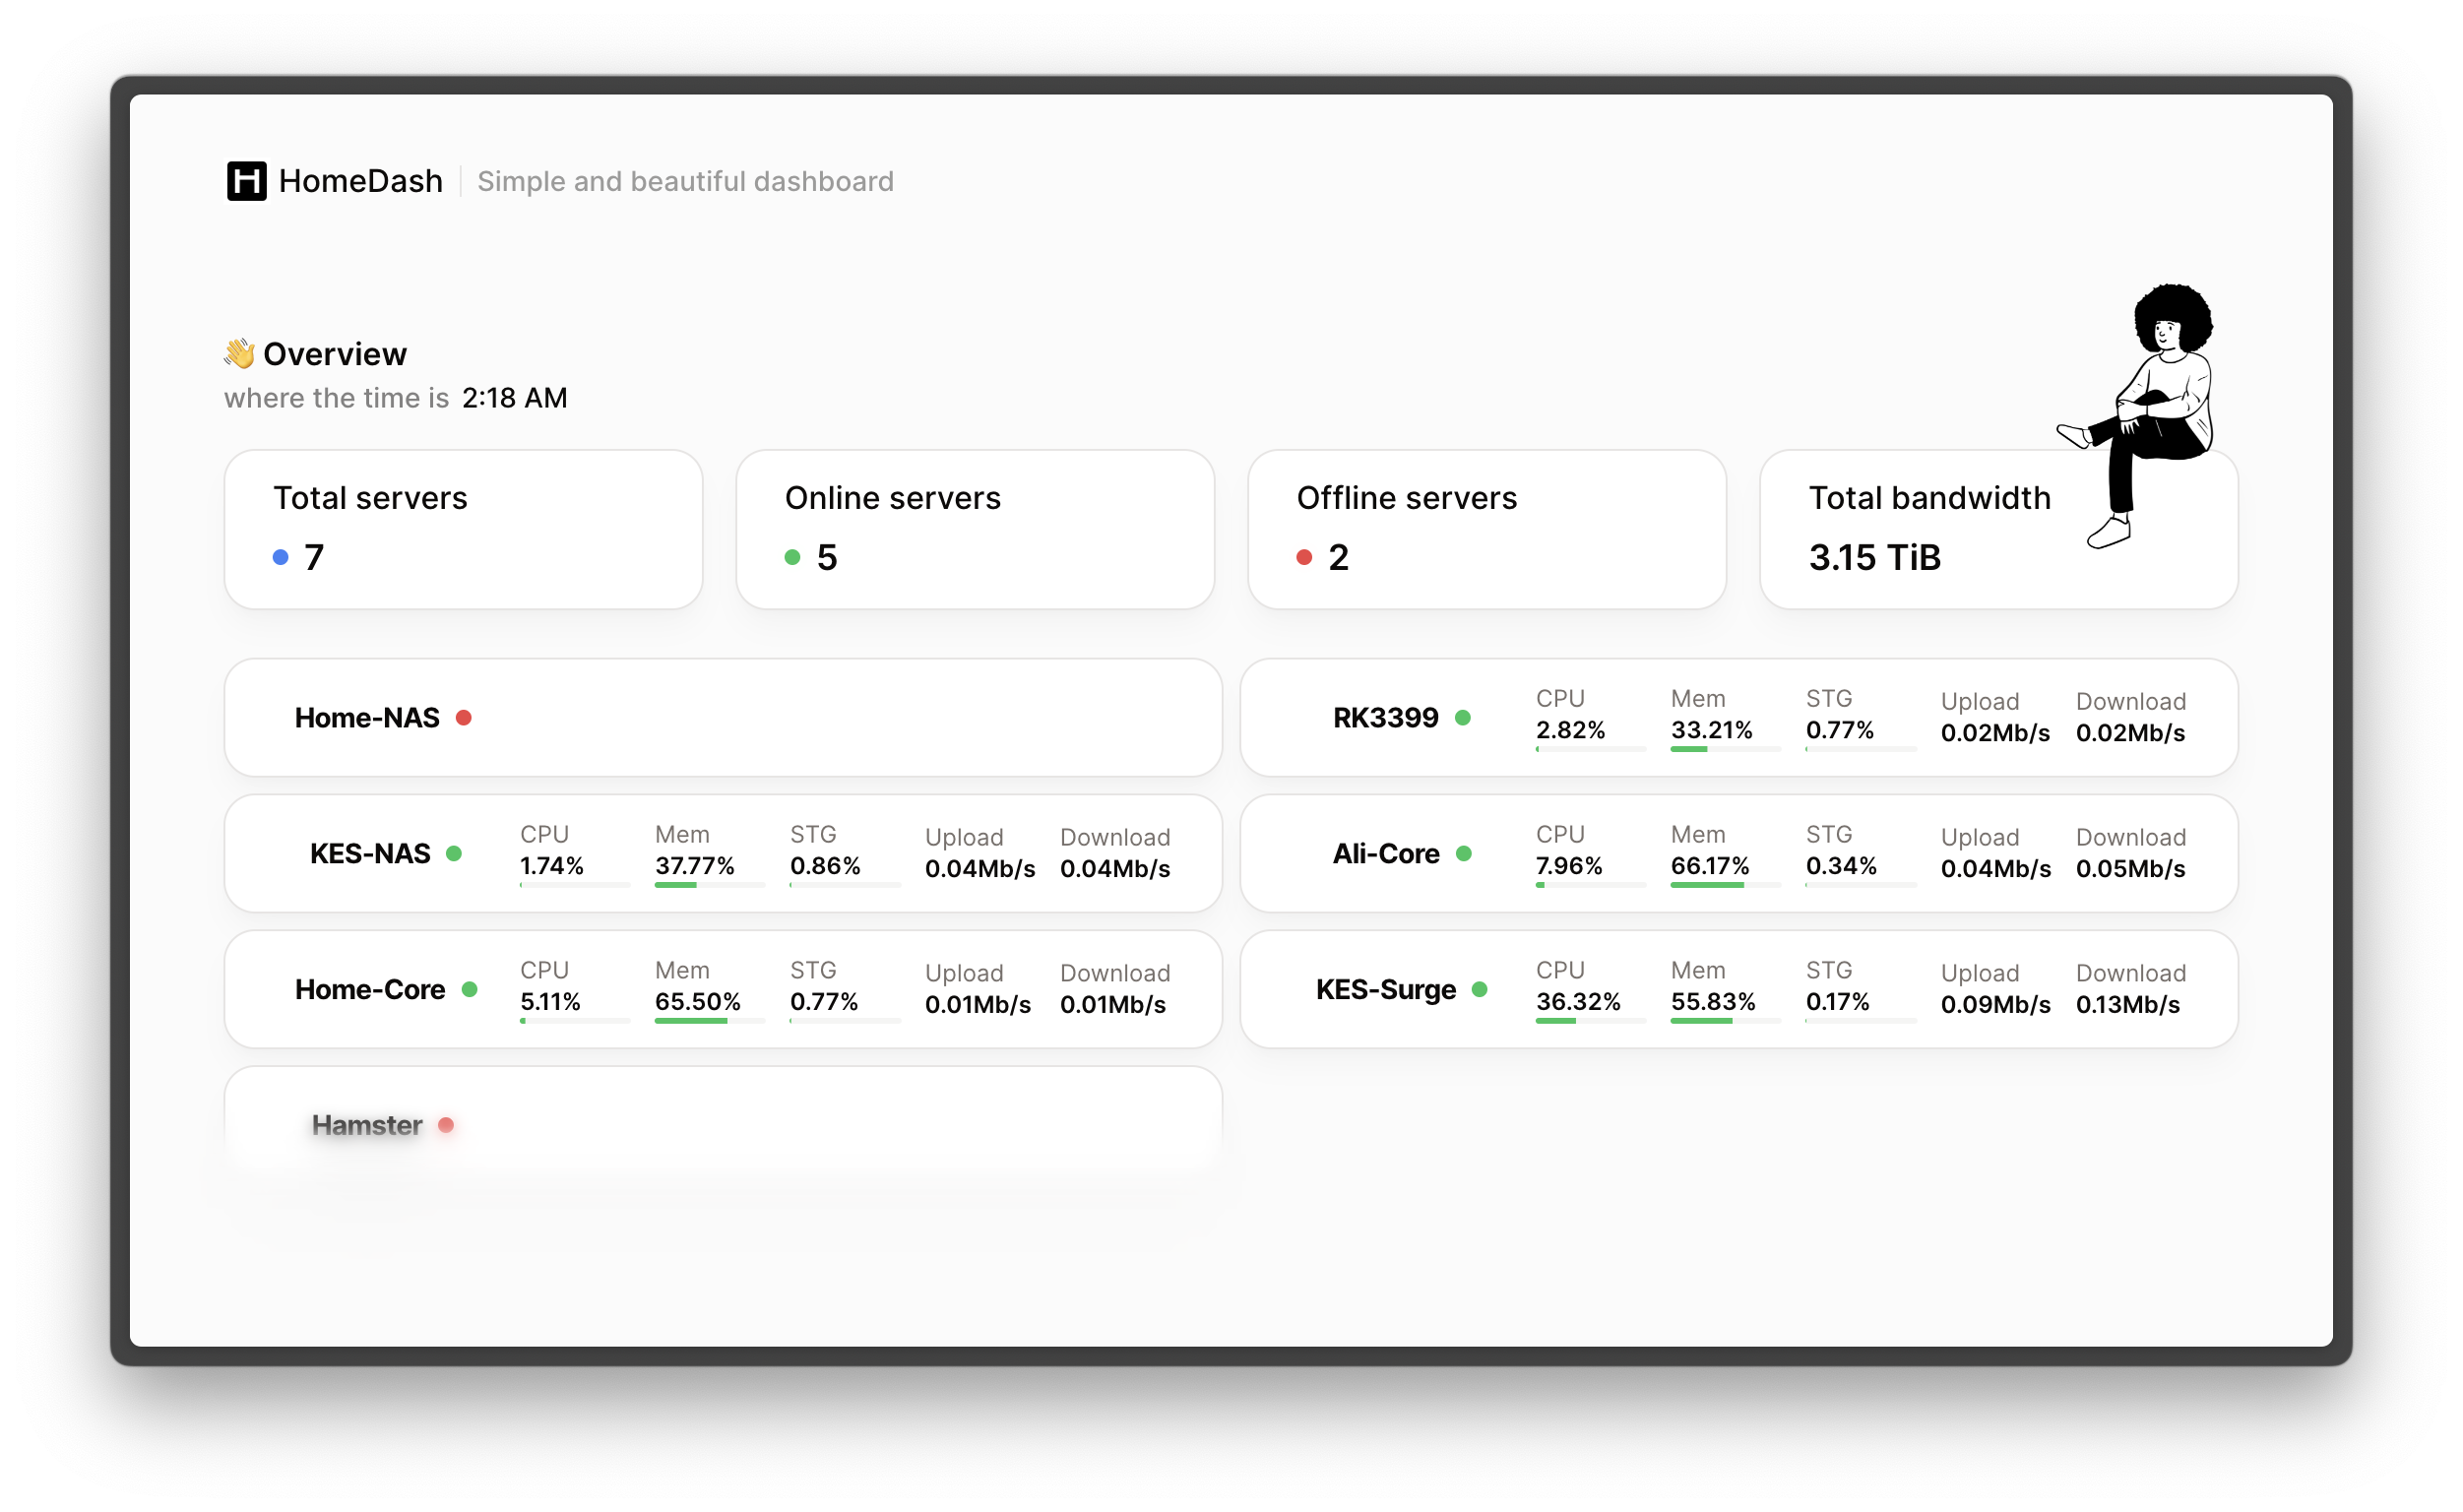 H HomeDash Simple and beautiful dashboard
👋 Overview
where the time is 2:18 AM
Total servers
7
Online servers
5
Offline servers
2
Total bandwidth
3.15 TiB
Home-NAS
RK3399
CPU Mem STG Upload Download
2.82% 33.21% 0.77% 0.02Mb/s 0.02Mb/s
KES-NAS
CPU Mem STG Upload Download
1.74% 37.77% 0.86% 0.04Mb/s 0.04Mb/s
Ali-Core
CPU Mem STG Upload Download
7.96% 66.17% 0.34% 0.04Mb/s 0.05Mb/s
Home-Core
CPU Mem STG Upload Download
5.11% 65.50% 0.77% 0.01Mb/s 0.01Mb/s
KES-Surge
CPU Mem STG Upload Download
36.32% 55.83% 0.17% 0.09Mb/s 0.13Mb/s
Hamster